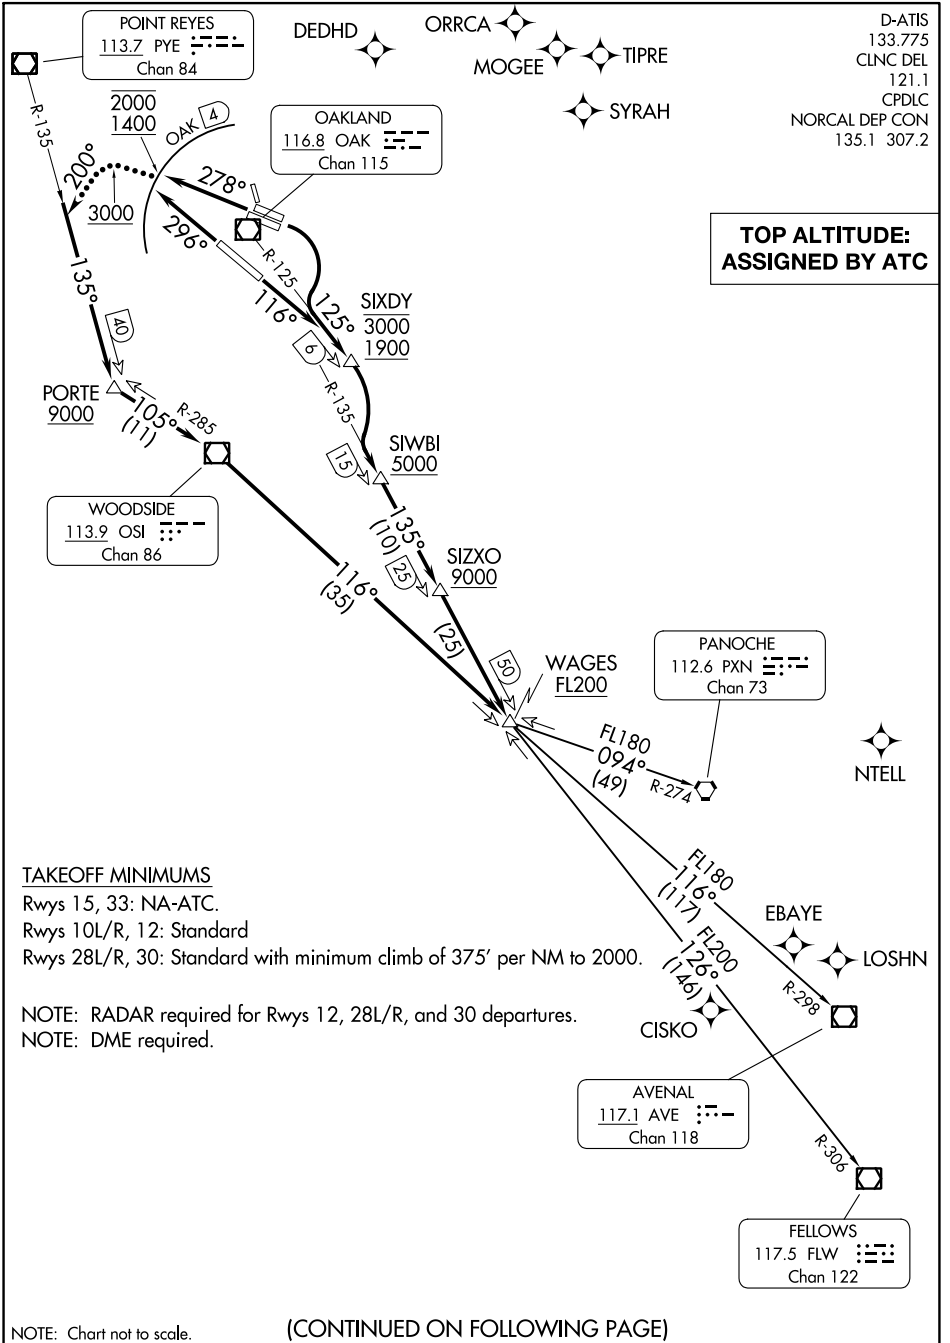 POINT REYES
113.7 PYE
Chan 84
DEDHD
ORRCA
MOGEE
TIPRE
SYRAH
D-ATIS
133.775
CLNC DEL
121.1
CPDLC
NORCAL DEP CON
135.1 307.2
R-135
2000
1400
OAK 4
OAKLAND
116.8 OAK
Chan 115
200°
3000
278°
296°
R-125
TOP ALTITUDE:
ASSIGNED BY ATC
135°
116°
125°
SIXDY
3000
1900
40
6
PORTE
9000
R-285
105°
(11)
R-135
15
SIWBI
5000
WOODSIDE
113.9 OSI
Chan 86
135°
(10)
25
SIZXO
9000
116°
(35)
(25)
50
WAGES
FL200
PANOCHE
112.6 PXN
Chan 73
FL180
094°
(49)
R-274
NTELL
TAKEOFF MINIMUMS
Rwys 15, 33: NA-ATC.
Rwys 10L/R, 12: Standard
Rwys 28L/R, 30: Standard with minimum climb of 375' per NM to 2000.
FL180
116°
(117)
EBAYE
LOSHN
FL200
126°
(146)
R-298
CISKO
NOTE: RADAR required for Rwys 12, 28L/R, and 30 departures.
NOTE: DME required.
AVENAL
117.1 AVE
Chan 118
R-306
FELLOWS
117.5 FLW
Chan 122
NOTE: Chart not to scale.
(CONTINUED ON FOLLOWING PAGE)